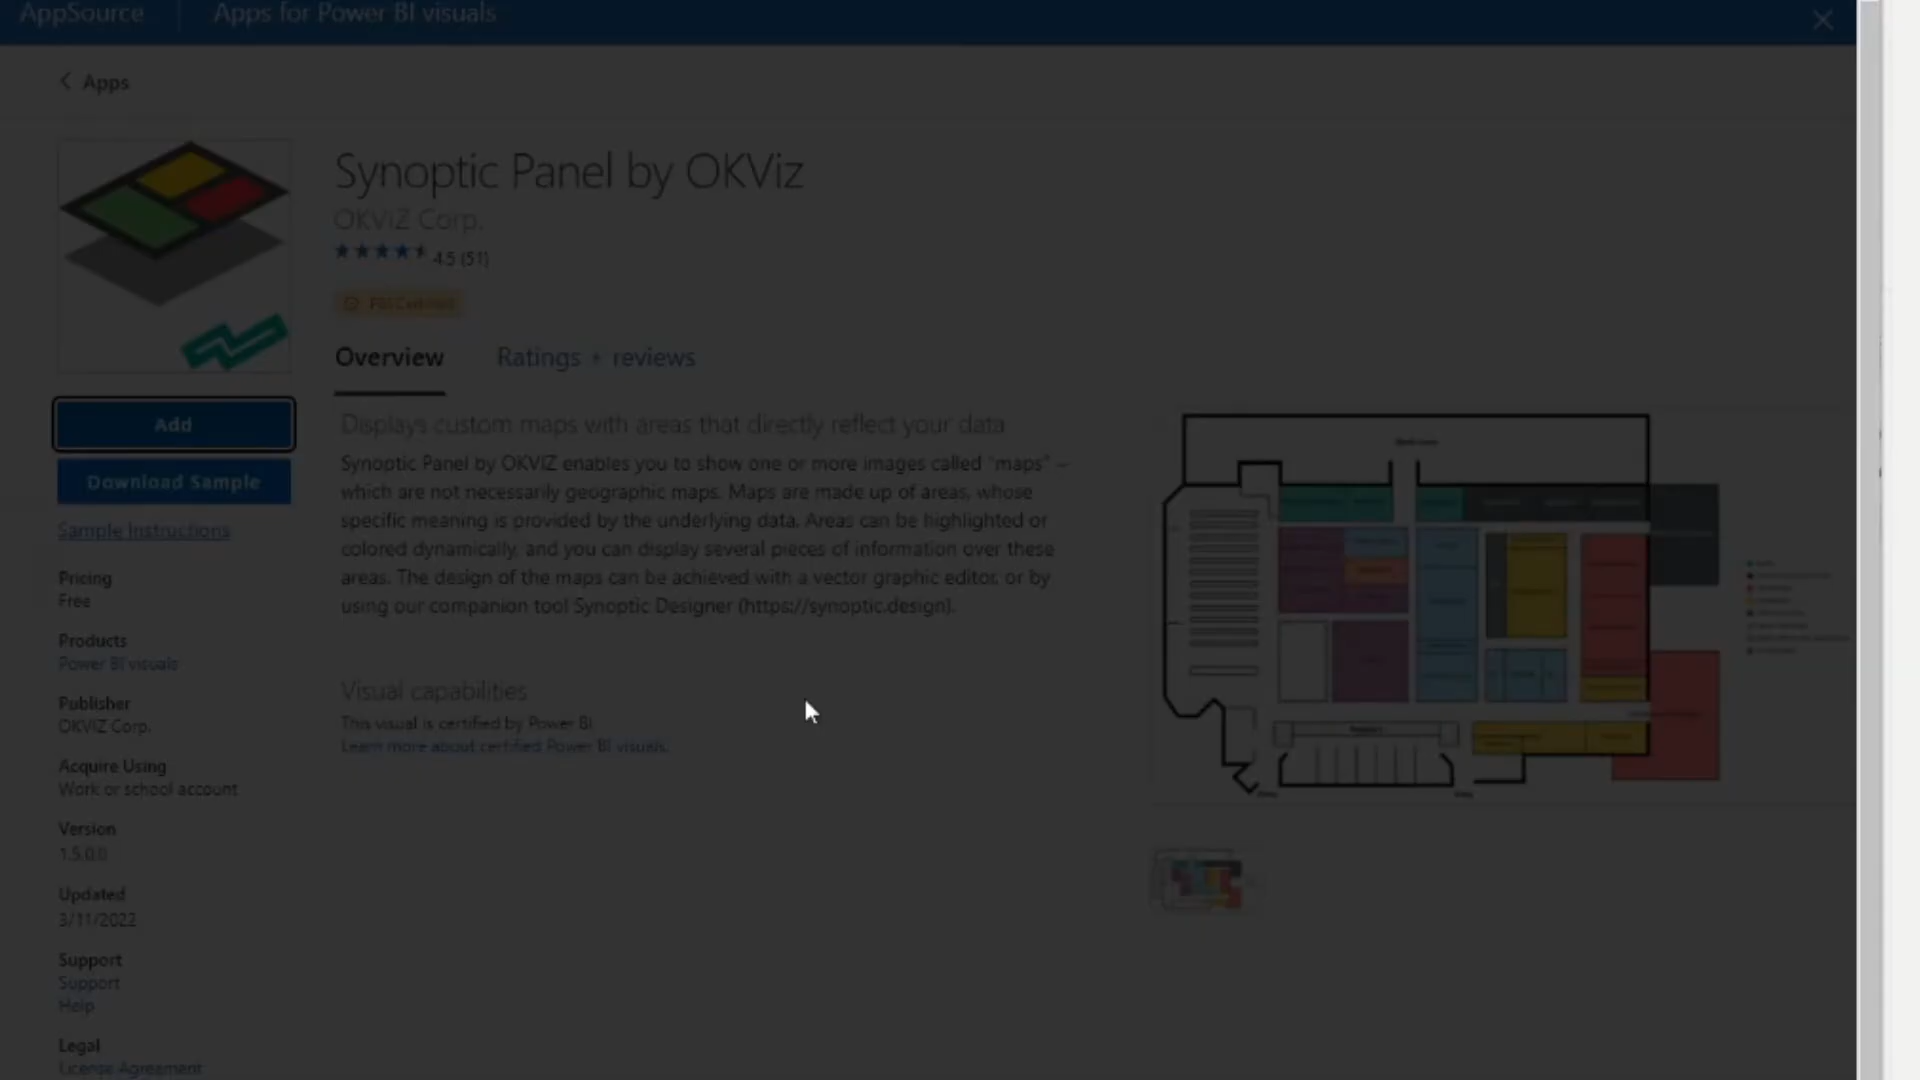 AppSource
Apps for Power BI visuals
Apps
Synoptic Panel by OKViz
OKVIZ Corp.
4.5 (51)
PBI Certified
Overview
Ratings + reviews
Add
Download Sample
Sample Instructions
Pricing
Free
Products
Power BI visuals
Publisher
OKVIZ Corp.
Acquire Using
Work or school account
Version
1.5.0.0
Updated
3/11/2022
Support
Support
Help
Legal
License Agreement
Displays custom maps with areas that directly reflect your data
Synoptic Panel by OKVIZ enables you to show one or more images called "maps" –
which are not necessarily geographic maps. Maps are made up of areas, whose
specific meaning is provided by the underlying data. Areas can be highlighted or
colored dynamically, and you can display several pieces of information over these
areas. The design of the maps can be achieved with a vector graphic editor, or by
using our companion tool Synoptic Designer (https://synoptic.design).
Visual capabilities
This visual is certified by Power BI
Learn more about certified Power BI visuals.